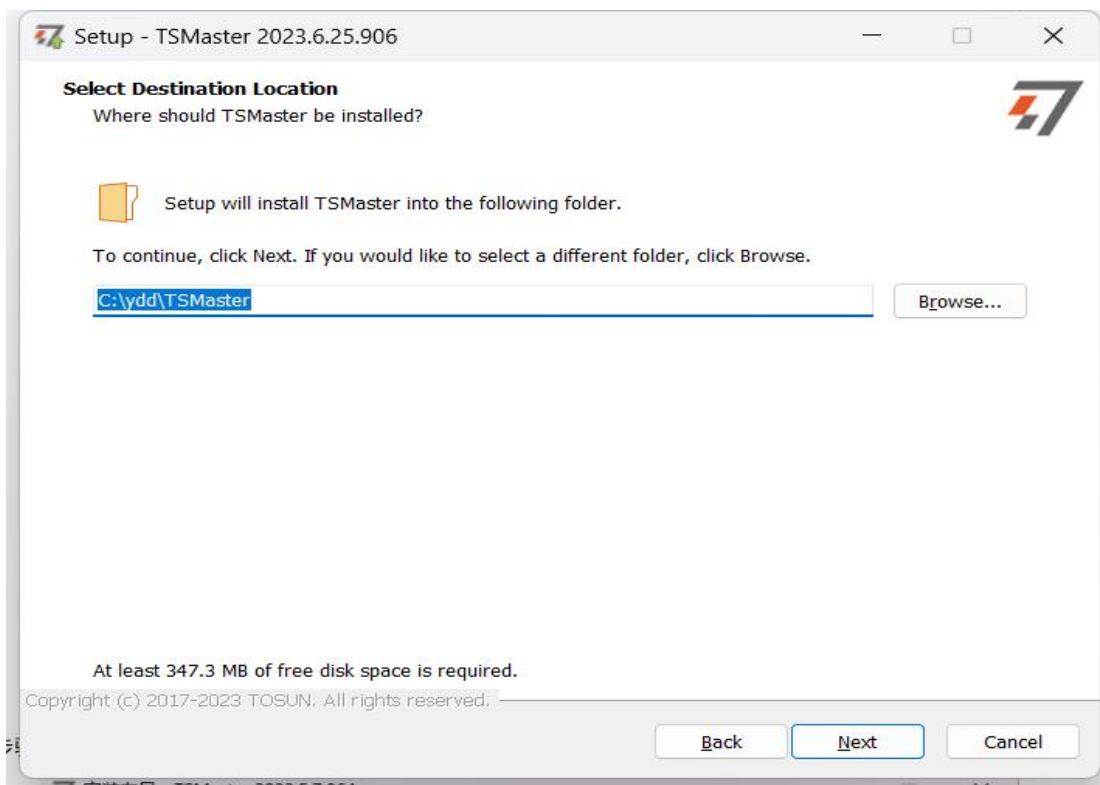 Setup - TSMaster 2023.6.25.906
Select Destination Location
Where should TSMaster be installed?
Setup will install TSMaster into the following folder.
To continue, click Next. If you would like to select a different folder, click Browse.
C:\ydd\TSMaster
Browse...
At least 347.3 MB of free disk space is required.
Copyright (c) 2017-2023 TOSUN. All rights reserved.
Back
Next
Cancel